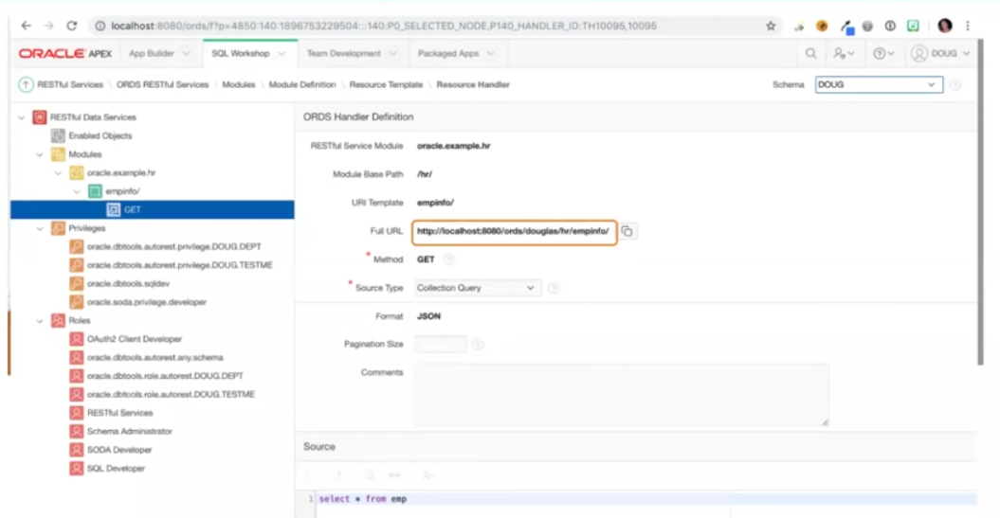 localhost:8080/ords/f?p=4850:140:1896753229504:::140:P0_SELECTED_NODE,P140_HANDLER_ID:TH10095,10095
ORACLE APEX App Builder SQL Workshop Team Development Packaged Apps DOUG
RESTful Services \ ORDS RESTful Services \ Modules \ Module Definition \ Resource Template \ Resource Handler Schema DOUG
RESTful Data Services
Enabled Objects
Modules
oracle.example.hr
empinfo/
GET
Privileges
oracle.dbtools.autorest.privilege.DOUG.DEPT
oracle.dbtools.autorest.privilege.DOUG.TESTME
oracle.dbtools.sqldev
oracle.soda.privilege.developer
Roles
OAuth2 Client Developer
oracle.dbtools.autorest.any.schema
oracle.dbtools.role.autorest.DOUG.DEPT
oracle.dbtools.role.autorest.DOUG.TESTME
RESTful Services
Schema Administrator
SODA Developer
SQL Developer
ORDS Handler Definition
RESTful Service Module oracle.example.hr
Module Base Path /hr/
URI Template empinfo/
Full URL http://localhost:8080/ords/douglas/hr/empinfo/
* Method GET
* Source Type Collection Query
Format JSON
Pagination Size
Comments
Source
1 select * from emp